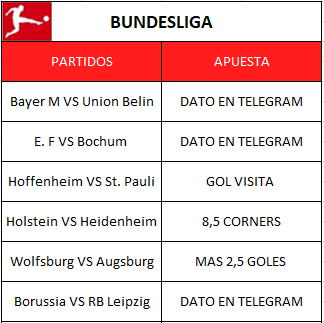 BUNDESLIGA
PARTIDOS APUESTA
Bayer M VS Union Belin DATO EN TELEGRAM
E. F VS Bochum DATO EN TELEGRAM
Hoffenheim VS St. Pauli GOL VISITA
Holstein VS Heidenheim 8,5 CORNERS
Wolfsburg VS Augsburg MAS 2,5 GOLES
Borussia VS RB Leipzig DATO EN TELEGRAM